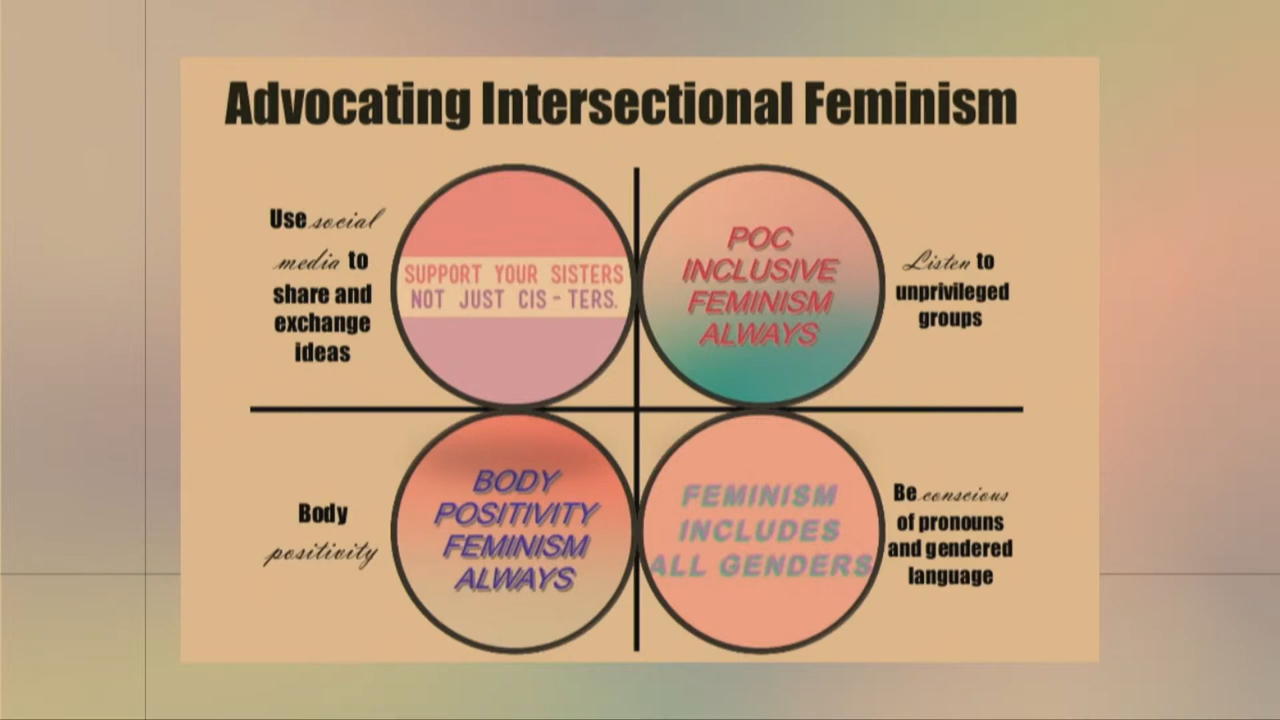 Advocating Intersectional Feminism
Use social
media to
share and
exchange
ideas
SUPPORT YOUR SISTERS
NOT JUST CIS - TERS.
POC
INCLUSIVE
FEMINISM
ALWAYS
Listen to
unprivileged
groups
Body
positivity
BODY
POSITIVITY
FEMINISM
ALWAYS
FEMINISM
INCLUDES
ALL GENDERS
Be conscious
of pronouns
and gendered
language